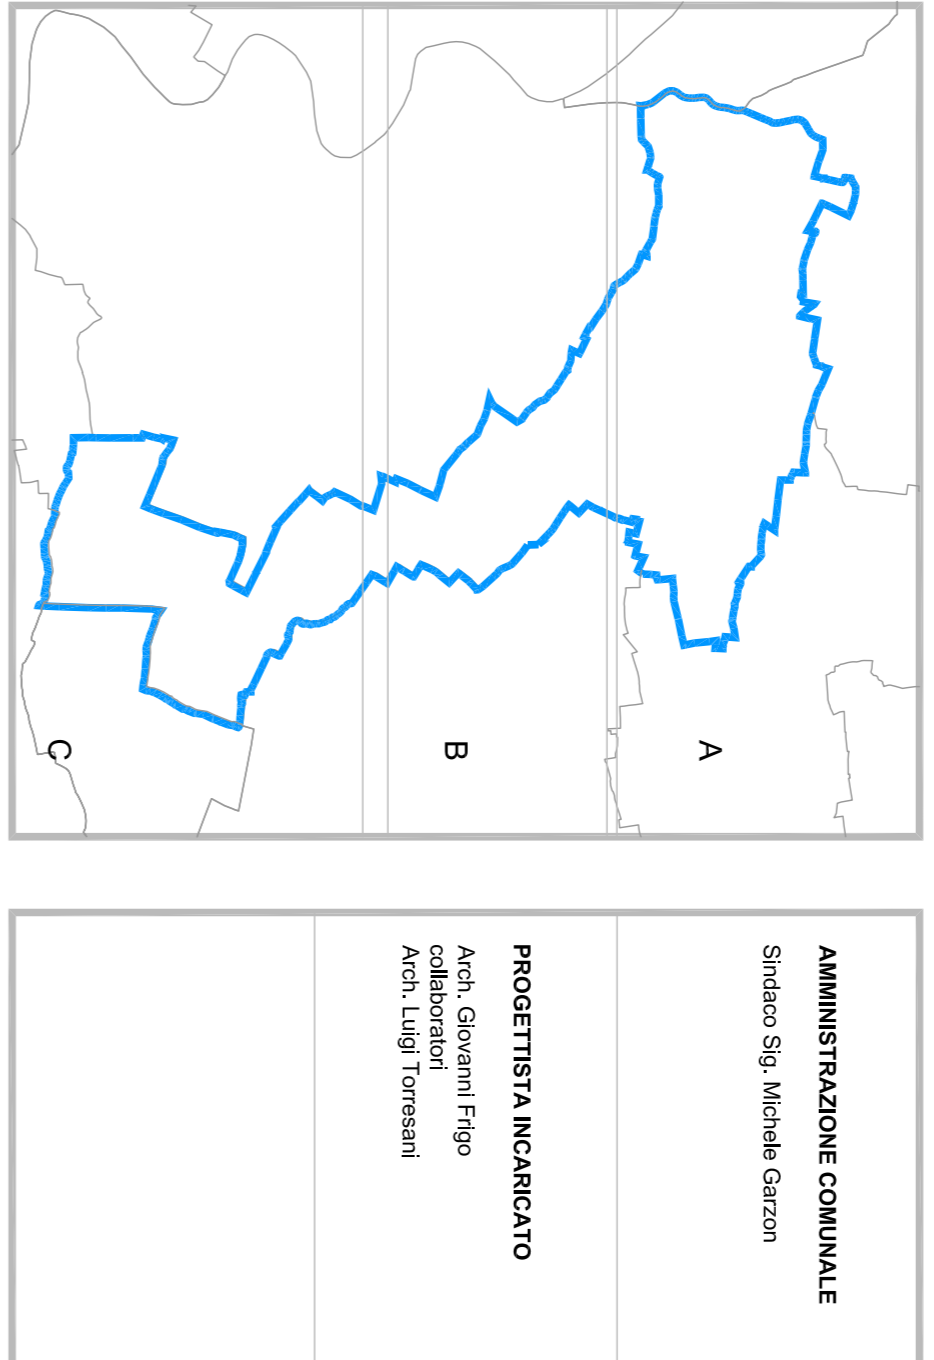 A
B
C
AMMINISTRAZIONE COMUNALE
Sindaco Sig. Michele Garzon
PROGETTISTA INCARICATO
Arch. Giovanni Frigo
collaboratori
Arch. Luigi Torresani